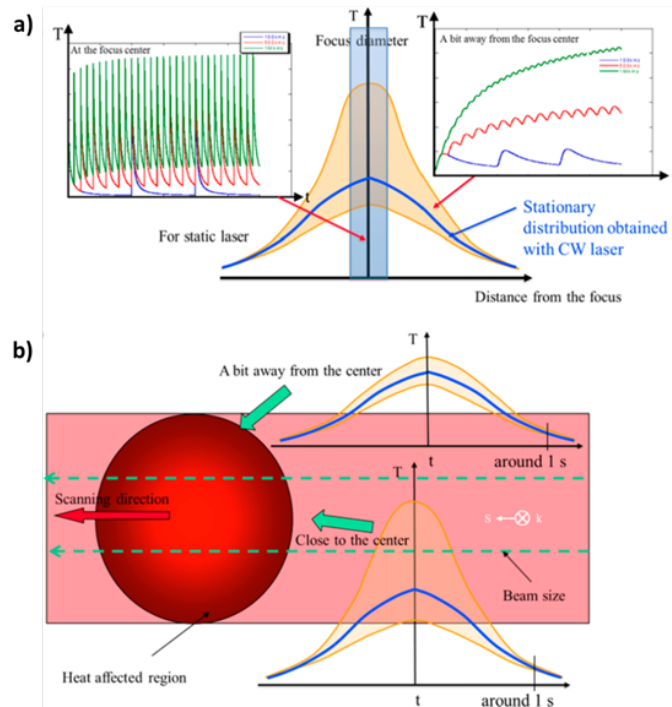 a)
T
At the focus center
t
T
Focus diameter
T
A bit away from the focus center
t
For static laser
Stationary
distribution obtained
with CW laser
Distance from the focus
b)
T
A bit away from the center
t
around 1 s
T
Scanning direction
Close to the center
S
k
Beam size
Heat affected region
t
around 1 s